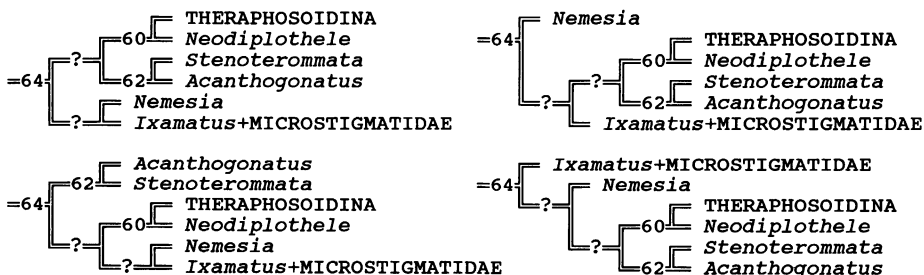 THERAPHOSOIDINA
60
Neodiplothele
?
Stenoterommata
62
Acanthogonatus
=64
Nemesia
?
Ixamatus+MICROSTIGMATIDAE
Nemesia
=64
THERAPHOSOIDINA
60
Neodiplothele
?
Stenoterommata
?
62
Acanthogonatus
Ixamatus+MICROSTIGMATIDAE
Acanthogonatus
62
Stenoterommata
=64
THERAPHOSOIDINA
60
Neodiplothele
?
Nemesia
?
Ixamatus+MICROSTIGMATIDAE
Ixamatus+MICROSTIGMATIDAE
=64
Nemesia
?
THERAPHOSOIDINA
60
Neodiplothele
?
Stenoterommata
62
Acanthogonatus